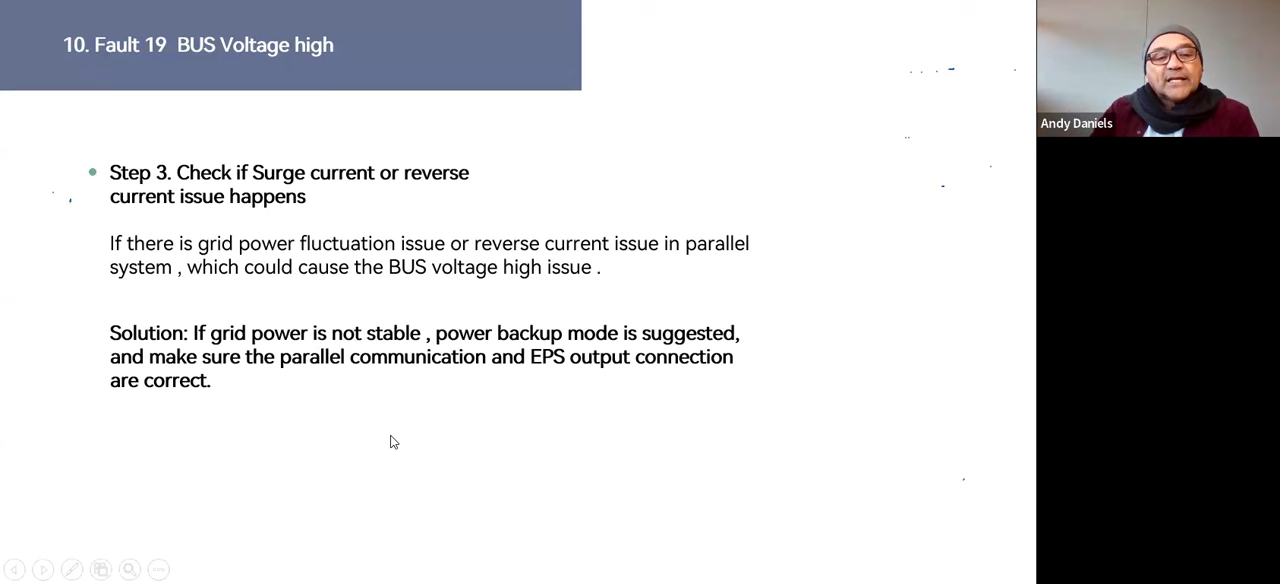 10. Fault 19 BUS Voltage high
Andy Daniels
Step 3. Check if Surge current or reverse
current issue happens
If there is grid power fluctuation issue or reverse current issue in parallel
system , which could cause the BUS voltage high issue .
Solution: If grid power is not stable , power backup mode is suggested,
and make sure the parallel communication and EPS output connection
are correct.